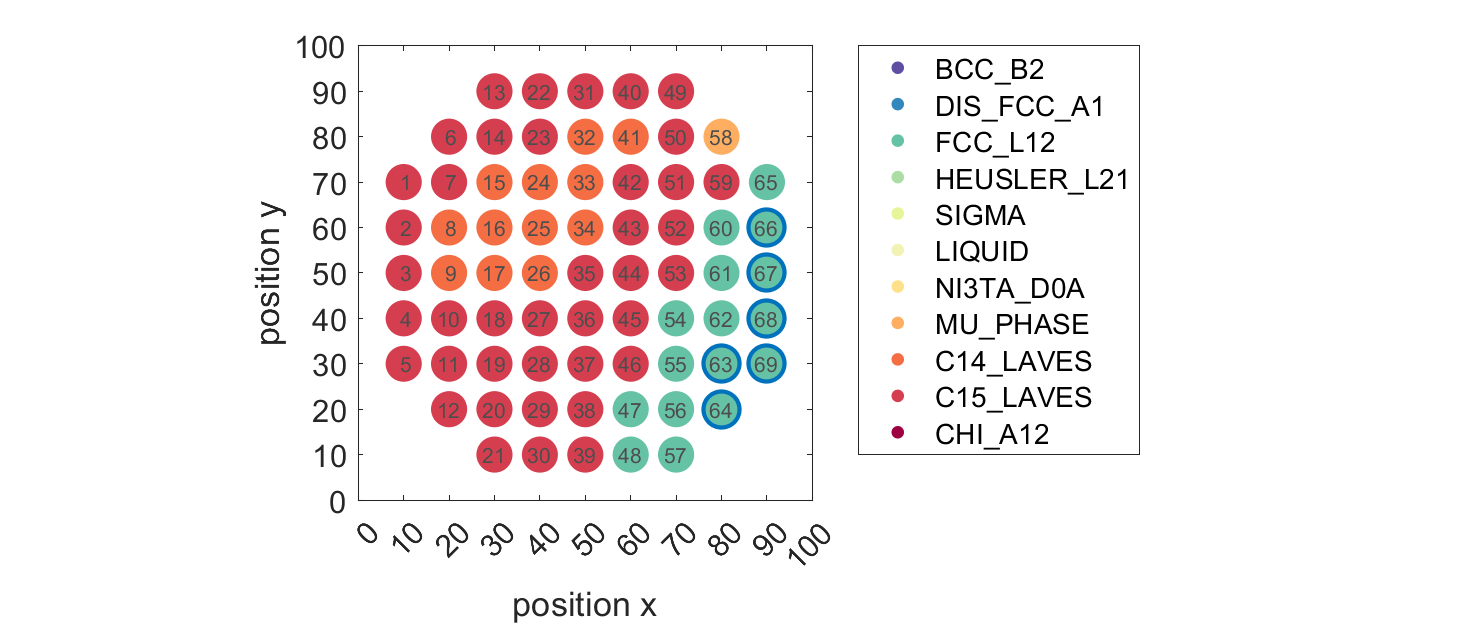 100
90
80
70
60
50
40
30
20
10
0
position y
13 22 31 40 49
6 14 23 32 41 50 58
1 7 15 24 33 42 51 59 65
2 8 16 25 34 43 52 60 66
3 9 17 26 35 44 53 61 67
4 10 18 27 36 45 54 62 68
5 11 19 28 37 46 55 63 69
12 20 29 38 47 56 64
21 30 39 48 57
0 10 20 30 40 50 60 70 80 90 100
position x
BCC_B2
DIS_FCC_A1
FCC_L12
HEUSLER_L21
SIGMA
LIQUID
NI3TA_D0A
MU_PHASE
C14_LAVES
C15_LAVES
CHI_A12